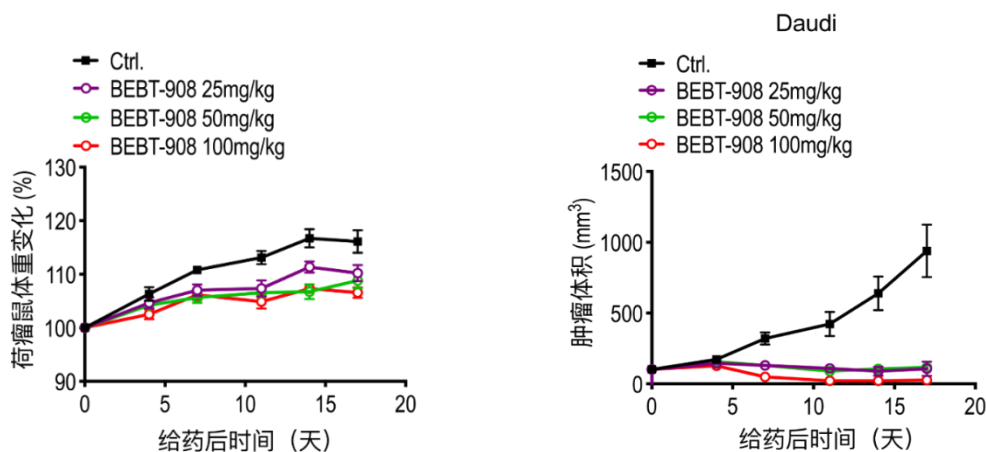 Ctrl.
BEBT-908 25mg/kg
BEBT-908 50mg/kg
BEBT-908 100mg/kg
荷瘤鼠体重变化 (%)
130
120
110
100
90
0 5 10 15 20
给药后时间（天）
Daudi
Ctrl.
BEBT-908 25mg/kg
BEBT-908 50mg/kg
BEBT-908 100mg/kg
肿瘤体积 (mm³)
1500
1000
500
0
0 5 10 15 20
给药后时间（天）